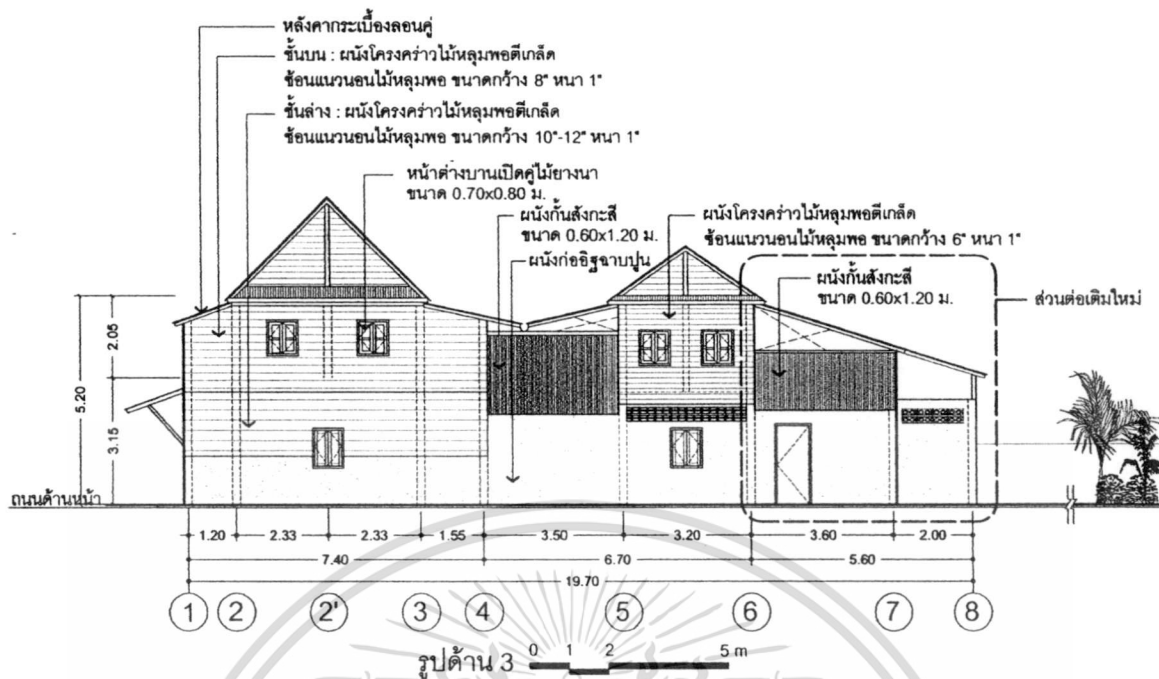 หลังคากระเบื้องลอนคู่
ชั้นบน : ผนังโครงคร่าวไม้หลุมพอตีเกล็ด
ซ้อนแนวนอนไม้หลุมพอ ขนาดกว้าง 8" หนา 1"
ชั้นล่าง : ผนังโครงคร่าวไม้หลุมพอตีเกล็ด
ซ้อนแนวนอนไม้หลุมพอ ขนาดกว้าง 10"-12" หนา 1"
หน้าต่างบานเปิดคู่ไม้ยางนา
ขนาด 0.70x0.80 ม.
ผนังกั้นสังกะสี
ขนาด 0.60x1.20 ม.
ผนังก่ออิฐฉาบปูน
ผนังโครงคร่าวไม้หลุมพอตีเกล็ด
ซ้อนแนวนอนไม้หลุมพอ ขนาดกว้าง 6" หนา 1"
ผนังกั้นสังกะสี
ขนาด 0.60x1.20 ม.
ส่วนต่อเติมใหม่
2.05
5.20
3.15
ถนนด้านหน้า
1.20 2.33 2.33 1.55 3.50 3.20 3.60 2.00
7.40 6.70 5.60
19.70
1 2 2' 3 4 5 6 7 8
รูปด้าน 3 0 1 2 5 m